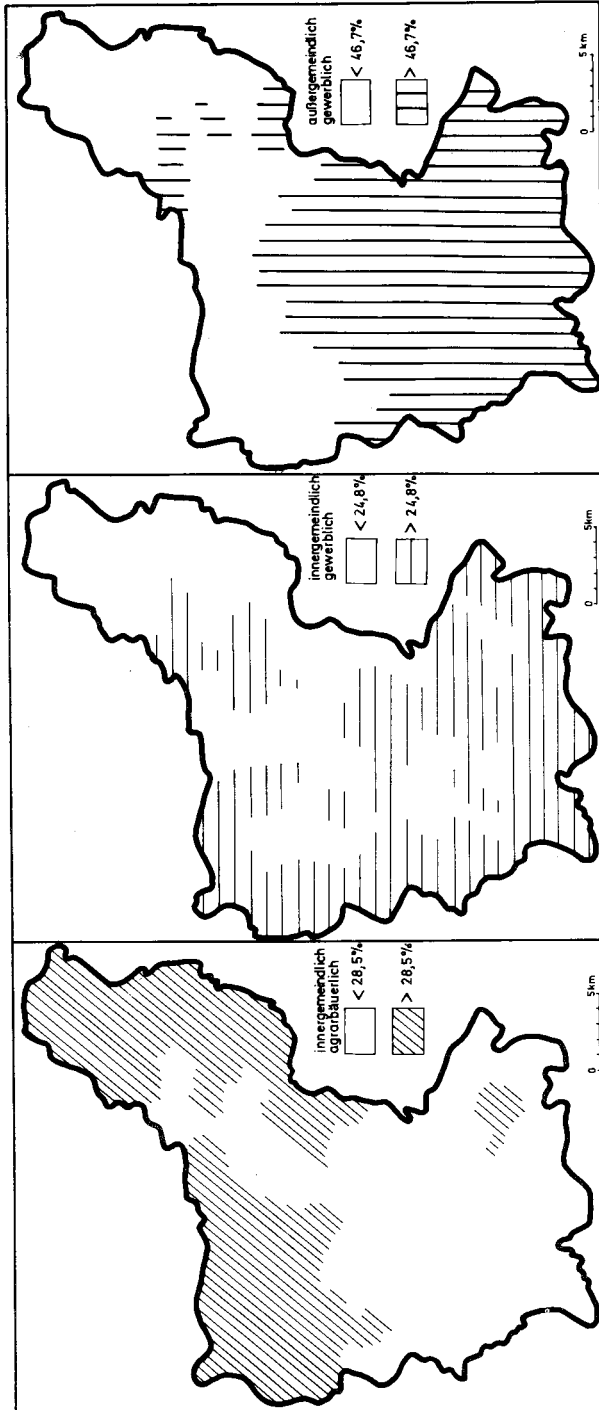 innergemeindlich
agrarbäuerlich
< 28,5%
> 28,5%
0 5km
innergemeindlich
gewerblich
< 24,8%
> 24,8%
0 5km
außergemeindlich
gewerblich
< 46,7%
> 46,7%
0 5 km